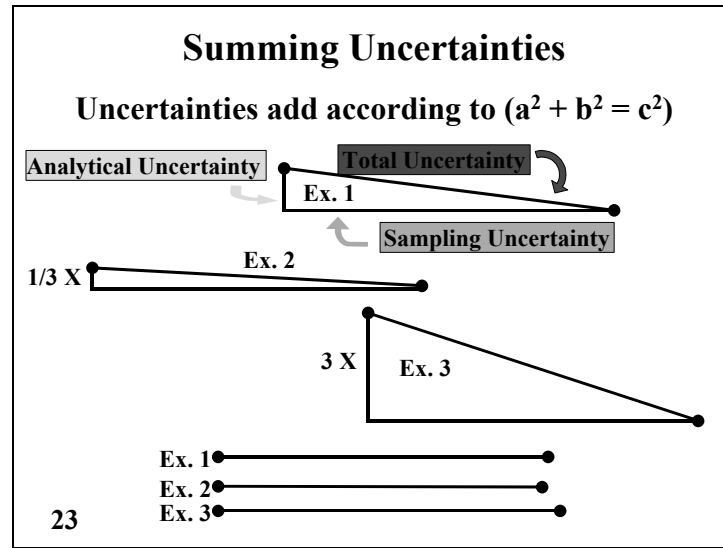 Summing Uncertainties
Uncertainties add according to (a² + b² = c²)
Analytical Uncertainty
Total Uncertainty
Ex. 1
Sampling Uncertainty
Ex. 2
1/3 X
3 X
Ex. 3
Ex. 1
Ex. 2
Ex. 3
23